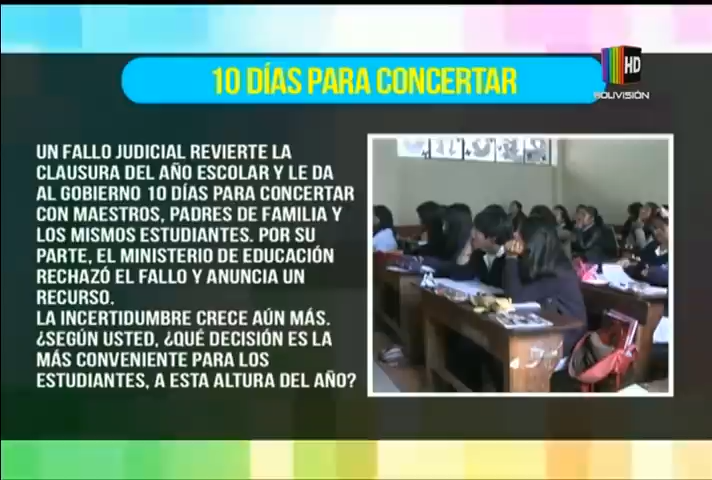 10 DÍAS PARA CONCERTAR
HD
BOLIVISIÓN
UN FALLO JUDICIAL REVIERTE LA
CLAUSURA DEL AÑO ESCOLAR Y LE DA
AL GOBIERNO 10 DÍAS PARA CONCERTAR
CON MAESTROS, PADRES DE FAMILIA Y
LOS MISMOS ESTUDIANTES. POR SU
PARTE, EL MINISTERIO DE EDUCACIÓN
RECHAZÓ EL FALLO Y ANUNCIA UN
RECURSO.
LA INCERTIDUMBRE CRECE AÚN MÁS.
¿SEGÚN USTED, ¿QUÉ DECISIÓN ES LA
MÁS CONVENIENTE PARA LOS
ESTUDIANTES, A ESTA ALTURA DEL AÑO?